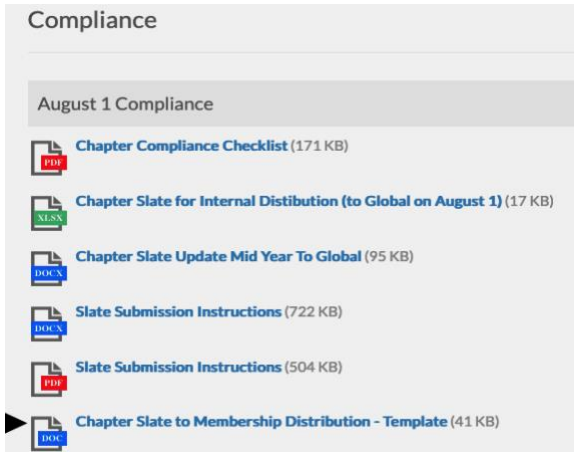 Compliance
August 1 Compliance
PDF Chapter Compliance Checklist (171 KB)
XLSX Chapter Slate for Internal Distibution (to Global on August 1) (17 KB)
DOCX Chapter Slate Update Mid Year To Global (95 KB)
DOCX Slate Submission Instructions (722 KB)
PDF Slate Submission Instructions (504 KB)
DOC Chapter Slate to Membership Distribution - Template (41 KB)